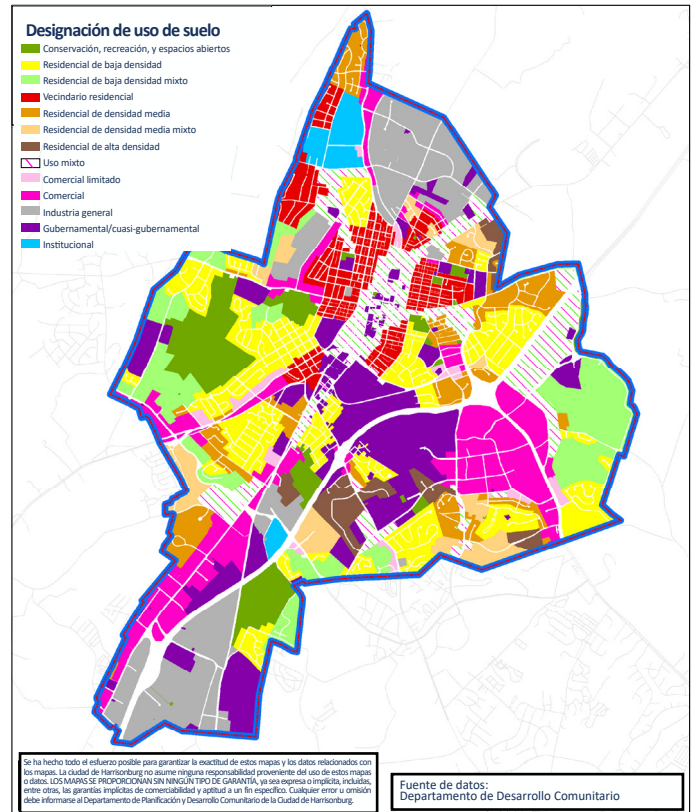 Designación de uso de suelo
Conservación, recreación, y espacios abiertos
Residencial de baja densidad
Residencial de baja densidad mixto
Vecindario residencial
Residencial de densidad media
Residencial de densidad media mixto
Residencial de alta densidad
Uso mixto
Comercial limitado
Comercial
Industria general
Gubernamental/cuasi-gubernamental
Institucional
Se ha hecho todo el esfuerzo posible para garantizar la exactitud de estos mapas y los datos relacionados con
los mapas. La ciudad de Harrisonburg no asume ninguna responsabilidad proveniente del uso de estos mapas
o datos. LOS MAPAS SE PROPORCIONAN SIN NINGÚN TIPO DE GARANTÍA, ya sea expresa o implícita, incluidas,
entre otras, las garantías implícitas de comerciabilidad y aptitud a un fin específico. Cualquier error u omisión
debe informarse al Departamento de Planificación y Desarrollo Comunitario de la Ciudad de Harrisonburg.
Fuente de datos:
Departamento de Desarrollo Comunitario